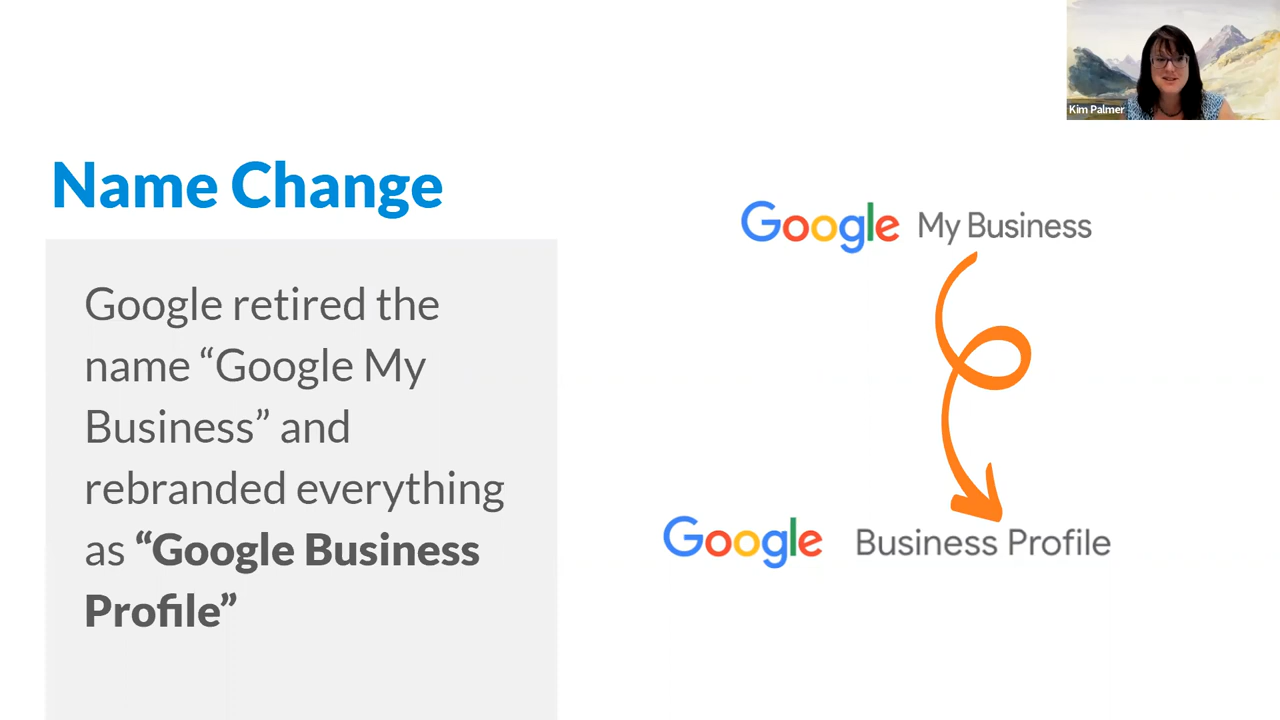 Kim Palmer
Name Change
Google retired the
name “Google My
Business” and
rebranded everything
as “Google Business
Profile”
Google My Business
Google Business Profile